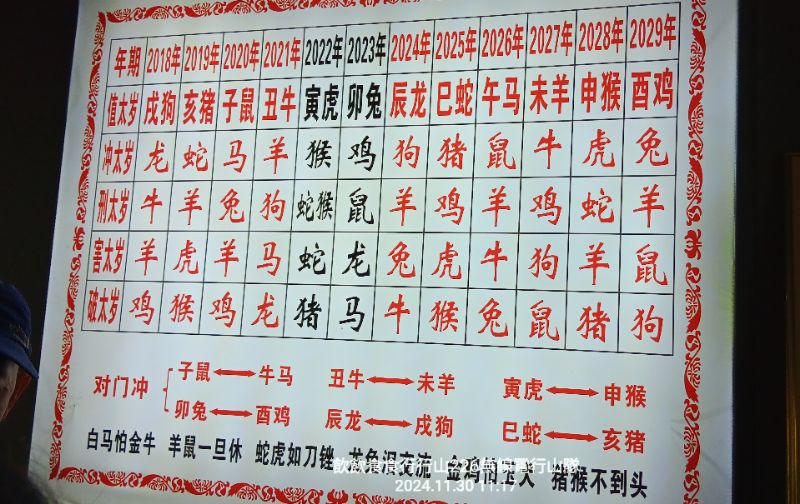 年期 2018年 2019年 2020年 2021年 2022年 2023年 2024年 2025年 2026年 2027年 2028年 2029年
值太岁 戌狗 亥猪 子鼠 丑牛 寅虎 卯兔 辰龙 巳蛇 午马 未羊 申猴 酉鸡
冲太岁 龙 蛇 马 羊 猴 鸡 狗 猪 鼠 牛 虎 兔
刑太岁 牛 羊 兔 狗 蛇猴 鼠 羊 鸡 羊 鸡 蛇 羊
害太岁 羊 虎 羊 马 蛇 龙 兔 虎 牛 狗 羊 鼠
破太岁 鸡 猴 鸡 龙 猪 马 牛 猴 兔 鼠 猪 狗
对门冲
子鼠 牛马 丑牛 未羊 寅虎 申猴
卯兔 酉鸡 辰龙 戌狗 巳蛇 亥猪
白马怕金牛 羊鼠一旦休 蛇虎如刀锉 猪猴不到头
2024.11.30 11:17